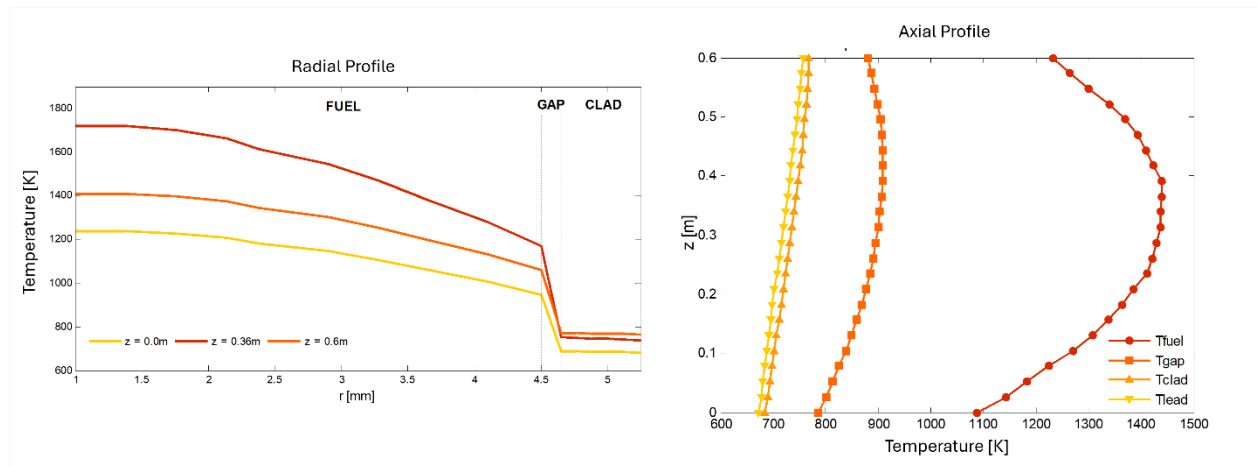 Radial Profile
FUEL
GAP
CLAD
1800
1600
1400
1200
1000
800
600
Temperature [K]
z = 0.0m
z = 0.36m
z = 0.6m
1
1.5
2
2.5
3
3.5
4
4.5
5
r [mm]
Axial Profile
0.6
0.5
0.4
0.3
0.2
0.1
0
z [m]
Tfuel
Tgap
Tclad
Tlead
600
700
800
900
1000
1100
1200
1300
1400
1500
Temperature [K]